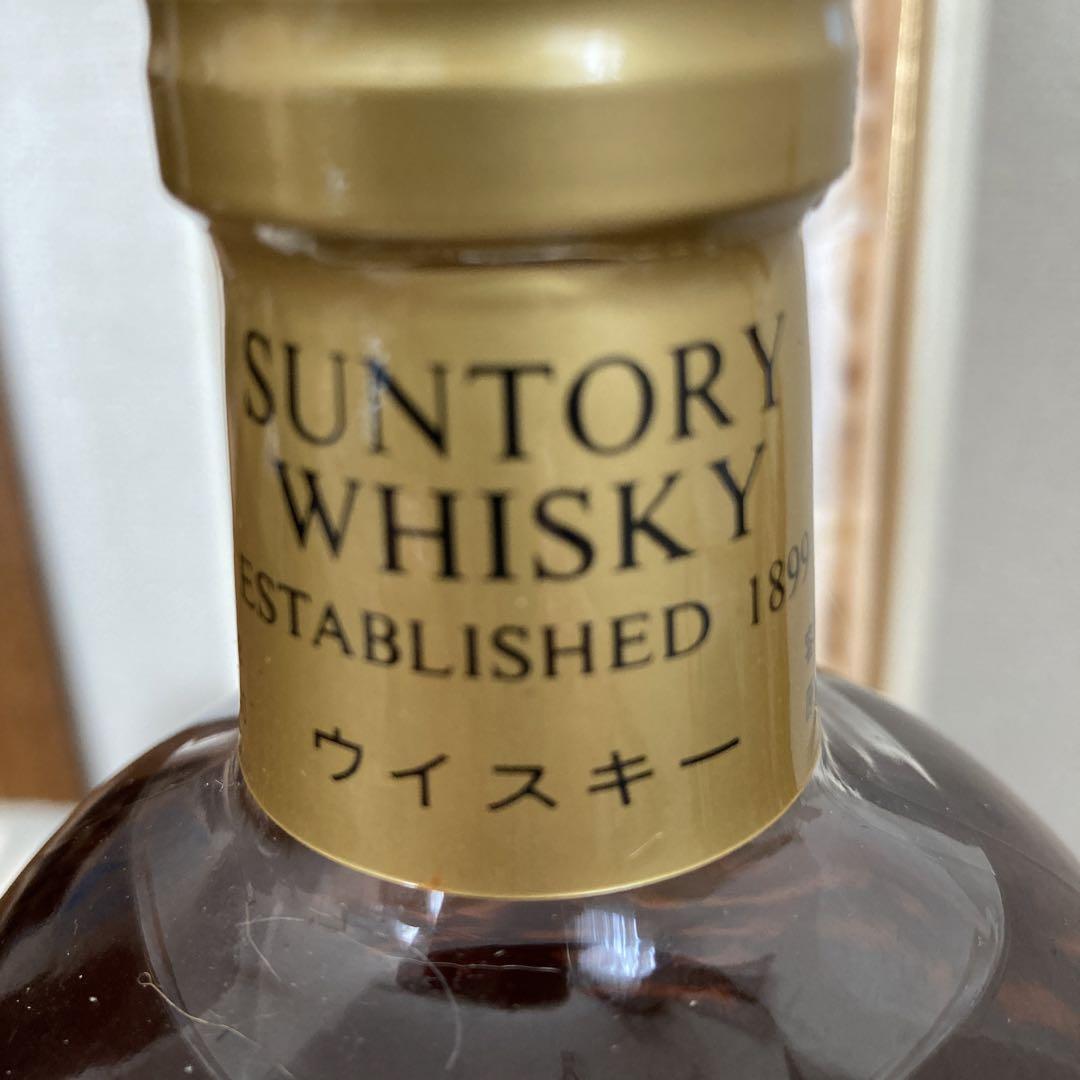 SUNTORY
WHISKY
ESTABLISHED 1899
ウイスキー